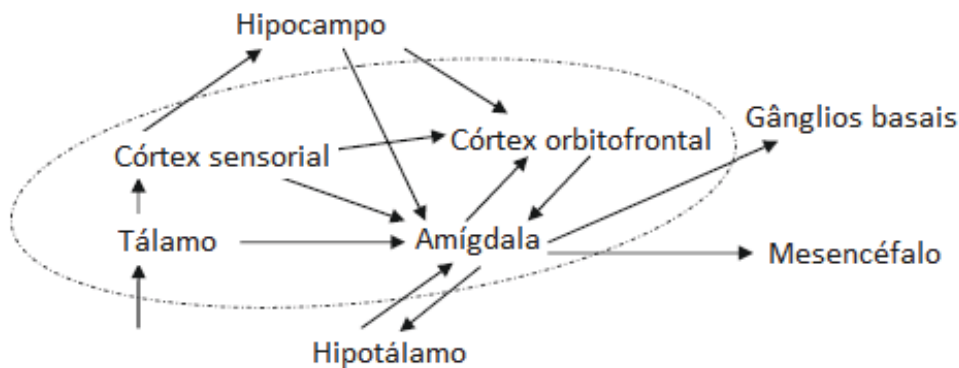 Hipocampo
Gânglios basais
Córtex sensorial
Córtex orbitofrontal
Tálamo
Amígdala
Mesencéfalo
Hipotálamo